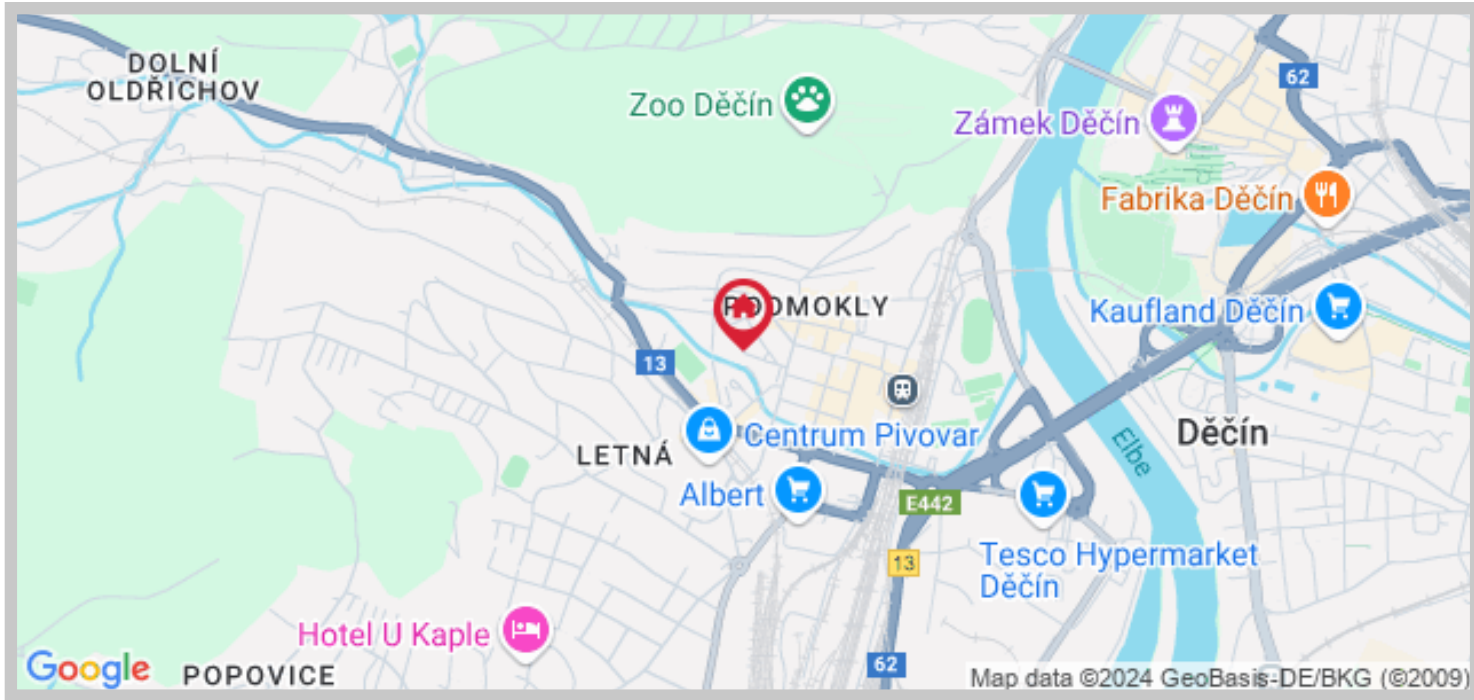 DOLNÍ
OLDŘICHOV
62
Zoo Děčín
Zámek Děčín
Fabrika Děčín
PODMOKLY
Kaufland Děčín
13
Centrum Pivovar
Děčín
LETNÁ
Elbe
Albert
E442
Tesco Hypermarket
Děčín
13
Hotel U Kaple
62
Google
POPOVICE
Map data ©2024 GeoBasis-DE/BKG (©2009)